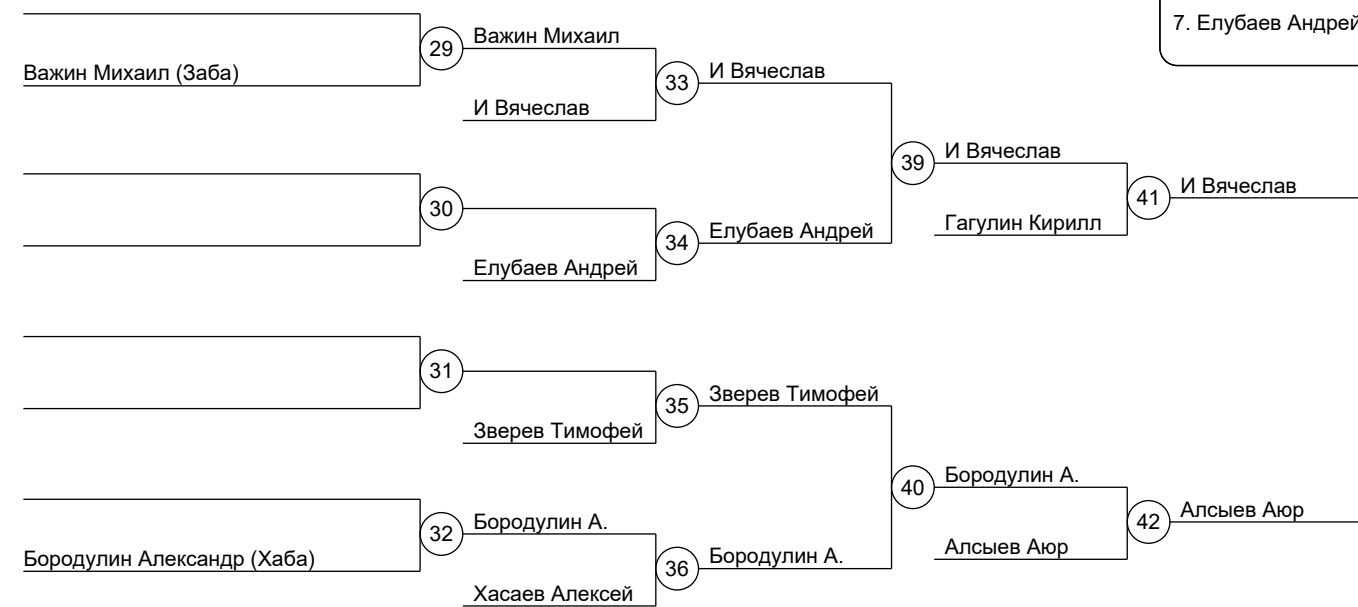 7. Елубаев Андрей
29
Важин Михаил
Важин Михаил (Заба)
33
И Вячеслав
И Вячеслав
39
И Вячеслав
30
41
И Вячеслав
34
Елубаев Андрей
Гагулин Кирилл
Елубаев Андрей
31
35
Зверев Тимофей
Зверев Тимофей
40
Бородулин А.
32
Бородулин А.
42
Алсыев Аюр
Бородулин Александр (Хаба)
36
Бородулин А.
Алсыев Аюр
Хасаев Алексей